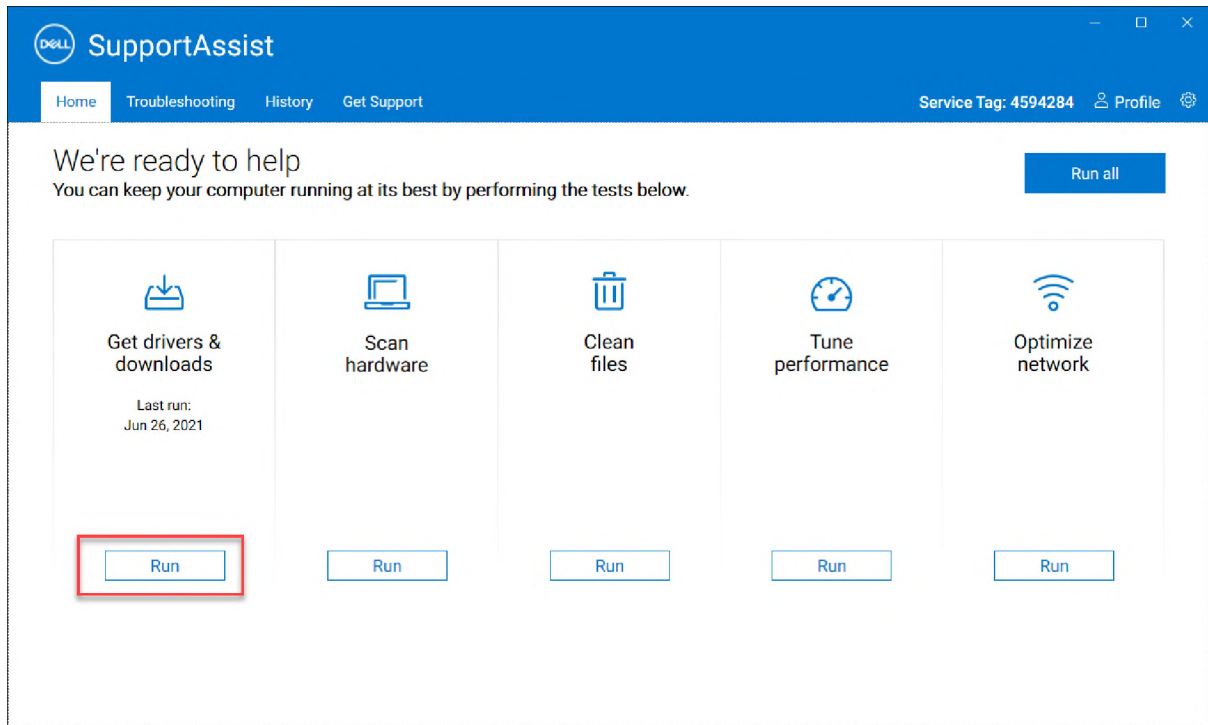 DELL
SupportAssist
Home Troubleshooting History Get Support Service Tag: 4594284 Profile
We're ready to help
You can keep your computer running at its best by performing the tests below.
Run all
Get drivers &
downloads
Last run:
Jun 26, 2021
Run
Scan
hardware
Run
Clean
files
Run
Tune
performance
Run
Optimize
network
Run